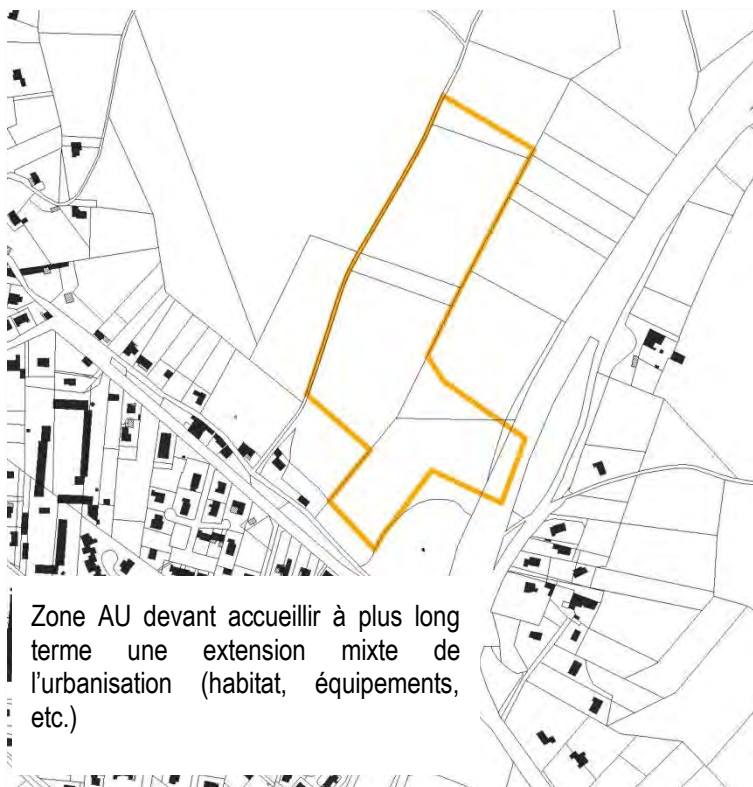 Zone AU devant accueillir à plus long
terme une extension mixte de
l’urbanisation (habitat, équipements,
etc.)